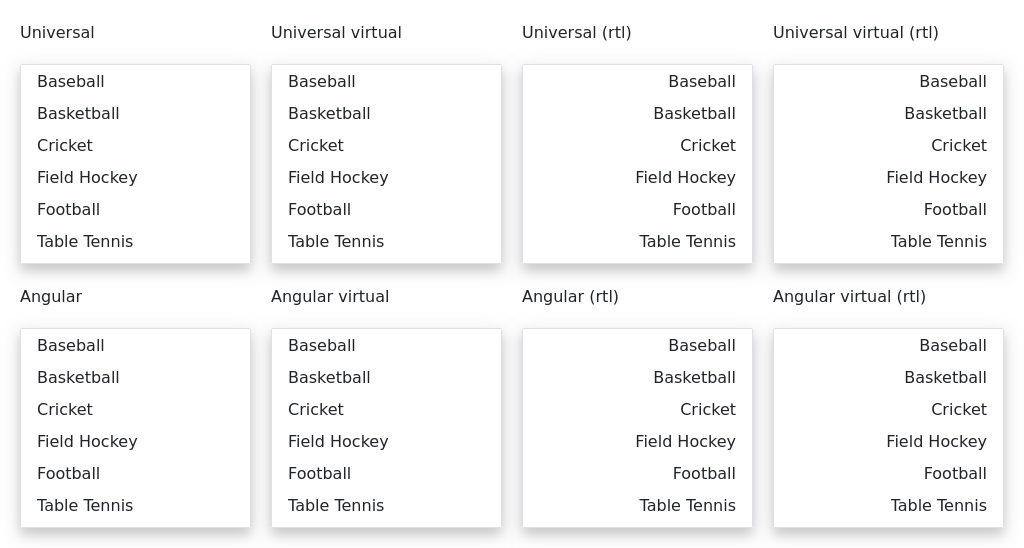 Universal
Baseball
Basketball
Cricket
Field Hockey
Football
Table Tennis
Universal virtual
Baseball
Basketball
Cricket
Field Hockey
Football
Table Tennis
Universal (rtl)
Baseball
Basketball
Cricket
Field Hockey
Football
Table Tennis
Universal virtual (rtl)
Baseball
Basketball
Cricket
Field Hockey
Football
Table Tennis
Angular
Baseball
Basketball
Cricket
Field Hockey
Football
Table Tennis
Angular virtual
Baseball
Basketball
Cricket
Field Hockey
Football
Table Tennis
Angular (rtl)
Baseball
Basketball
Cricket
Field Hockey
Football
Table Tennis
Angular virtual (rtl)
Baseball
Basketball
Cricket
Field Hockey
Football
Table Tennis